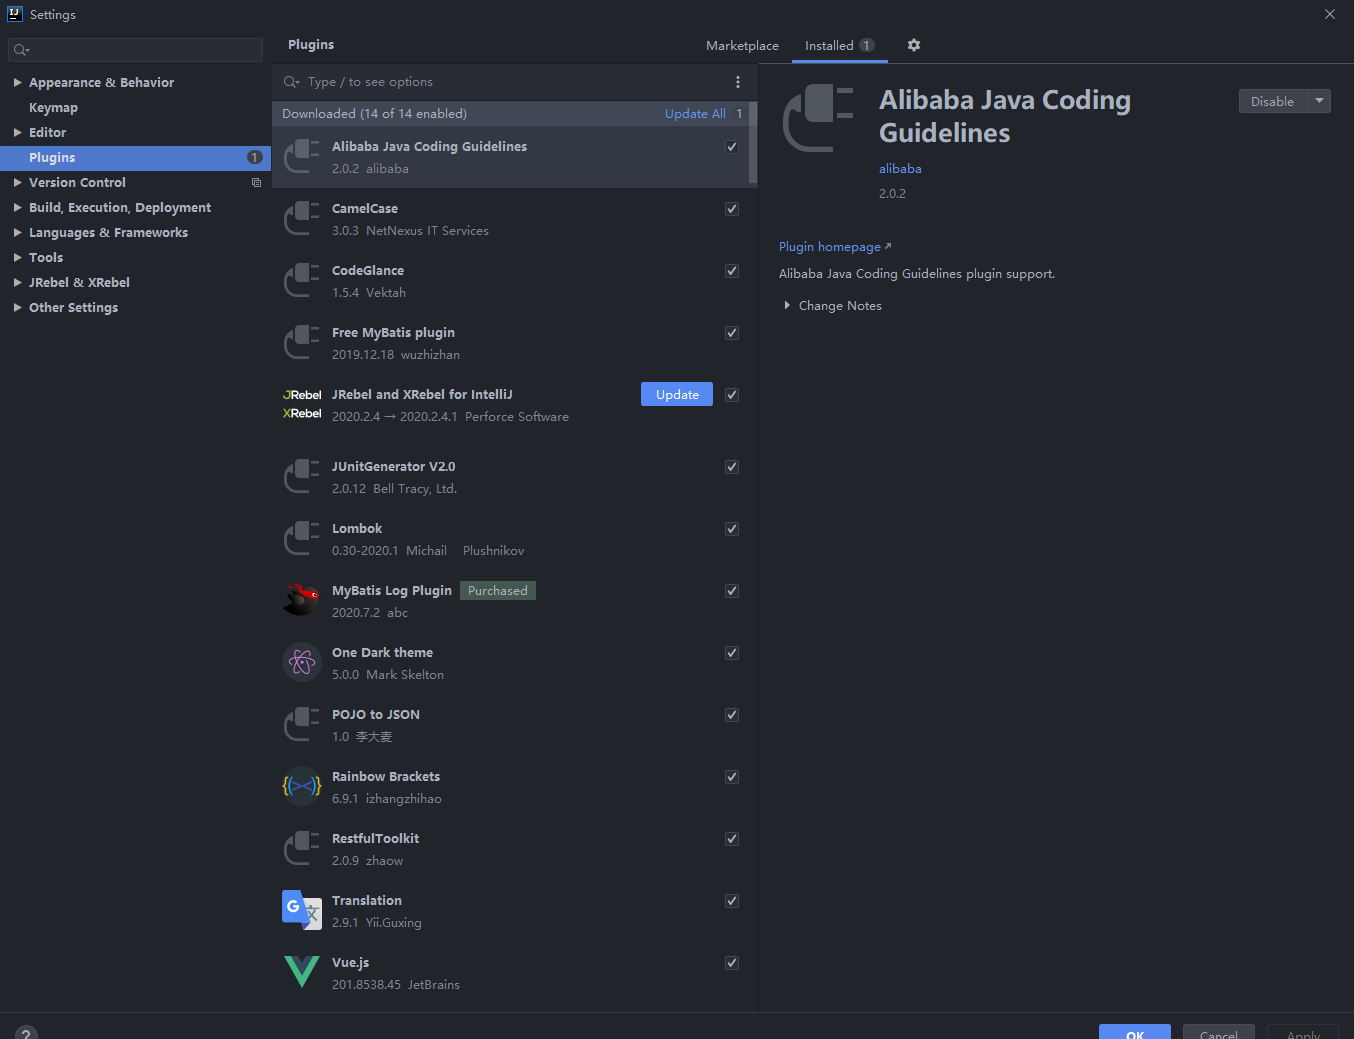 Settings
Appearance & Behavior
Keymap
Editor
Plugins 1
Version Control
Build, Execution, Deployment
Languages & Frameworks
Tools
JRebel & XRebel
Other Settings
Plugins
Marketplace
Installed 1
Type / to see options
Downloaded (14 of 14 enabled)
Update All 1
Alibaba Java Coding Guidelines
2.0.2 alibaba
CamelCase
3.0.3 NetNexus IT Services
CodeGlance
1.5.4 Vektah
Free MyBatis plugin
2019.12.18 wuzhizhan
JRebel
XRebel
JRebel and XRebel for IntelliJ
Update
2020.2.4 → 2020.2.4.1 Perforce Software
JUnitGenerator V2.0
2.0.12 Bell Tracy, Ltd.
Lombok
0.30-2020.1 Michail Plushnikov
MyBatis Log Plugin Purchased
2020.7.2 abc
One Dark theme
5.0.0 Mark Skelton
POJO to JSON
1.0 李大麦
Rainbow Brackets
6.9.1 izhangzhihao
RestfulToolkit
2.0.9 zhaow
G 文
Translation
2.9.1 Yii.Guxing
Vue.js
201.8538.45 JetBrains
Alibaba Java Coding
Guidelines
Disable
alibaba
2.0.2
Plugin homepage
Alibaba Java Coding Guidelines plugin support.
Change Notes
?
OK
Cancel
Apply